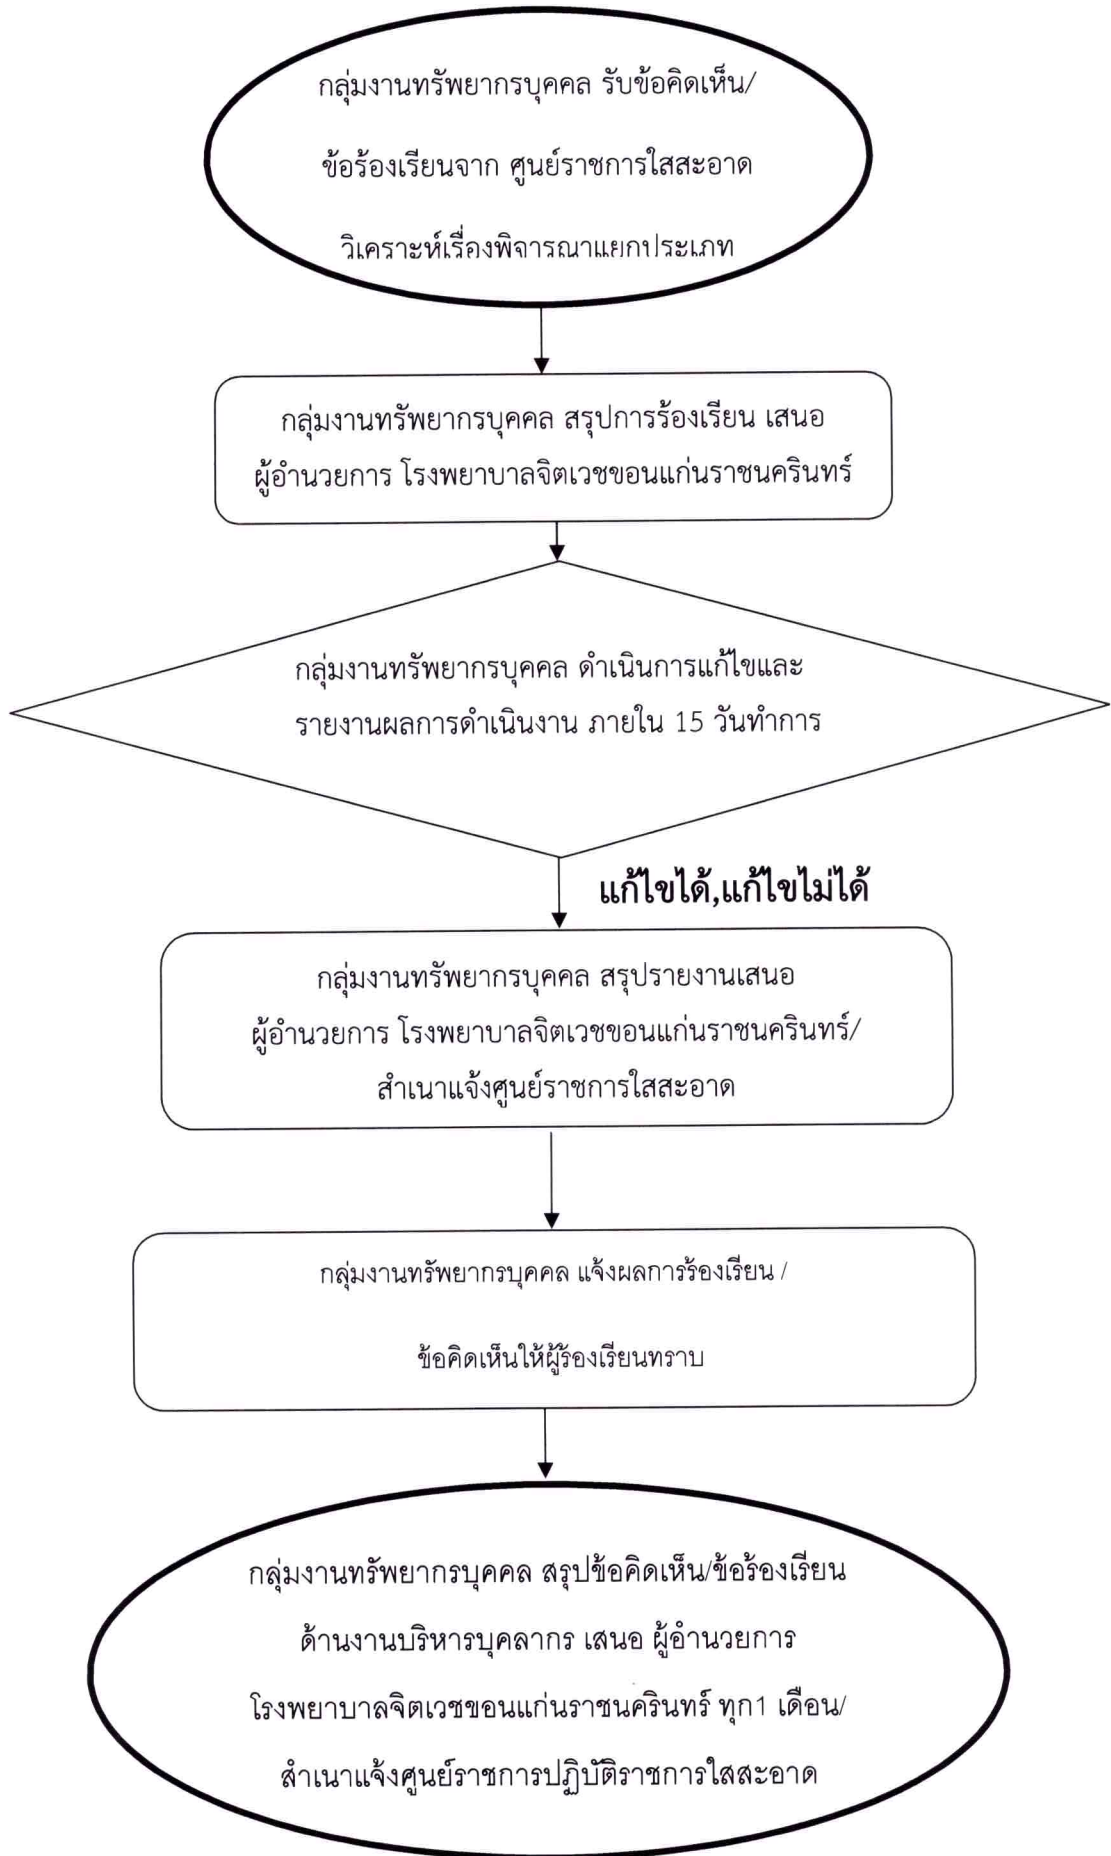 กลุ่มงานทรัพยากรบุคคล รับข้อคิดเห็น/
ข้อร้องเรียนจาก ศูนย์ราชการใสสะอาด
วิเคราะห์เรื่องพิจารณาแยกประเภท
กลุ่มงานทรัพยากรบุคคล สรุปการร้องเรียน เสนอ
ผู้อำนวยการ โรงพยาบาลจิตเวชขอนแก่นราชนครินทร์
กลุ่มงานทรัพยากรบุคคล ดำเนินการแก้ไขและ
รายงานผลการดำเนินงาน ภายใน 15 วันทำการ
แก้ไขได้,แก้ไขไม่ได้
กลุ่มงานทรัพยากรบุคคล สรุปรายงานเสนอ
ผู้อำนวยการ โรงพยาบาลจิตเวชขอนแก่นราชนครินทร์/
สำเนาแจ้งศูนย์ราชการใสสะอาด
กลุ่มงานทรัพยากรบุคคล แจ้งผลการร้องเรียน /
ข้อคิดเห็นให้ผู้ร้องเรียนทราบ
กลุ่มงานทรัพยากรบุคคล สรุปข้อคิดเห็น/ข้อร้องเรียน
ด้านงานบริหารบุคลากร เสนอ ผู้อำนวยการ
โรงพยาบาลจิตเวชขอนแก่นราชนครินทร์ ทุก1 เดือน/
สำเนาแจ้งศูนย์ราชการปฏิบัติราชการใสสะอาด